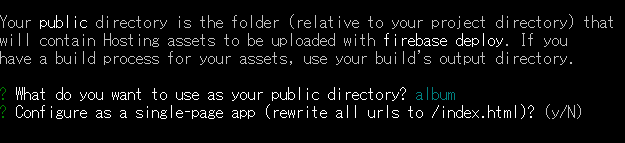 Your public directory is the folder (relative to your project directory) that
will contain Hosting assets to be uploaded with firebase deploy. If you
have a build process for your assets, use your build's output directory.
? What do you want to use as your public directory? album
? Configure as a single-page app (rewrite all urls to /index.html)? (y/N)